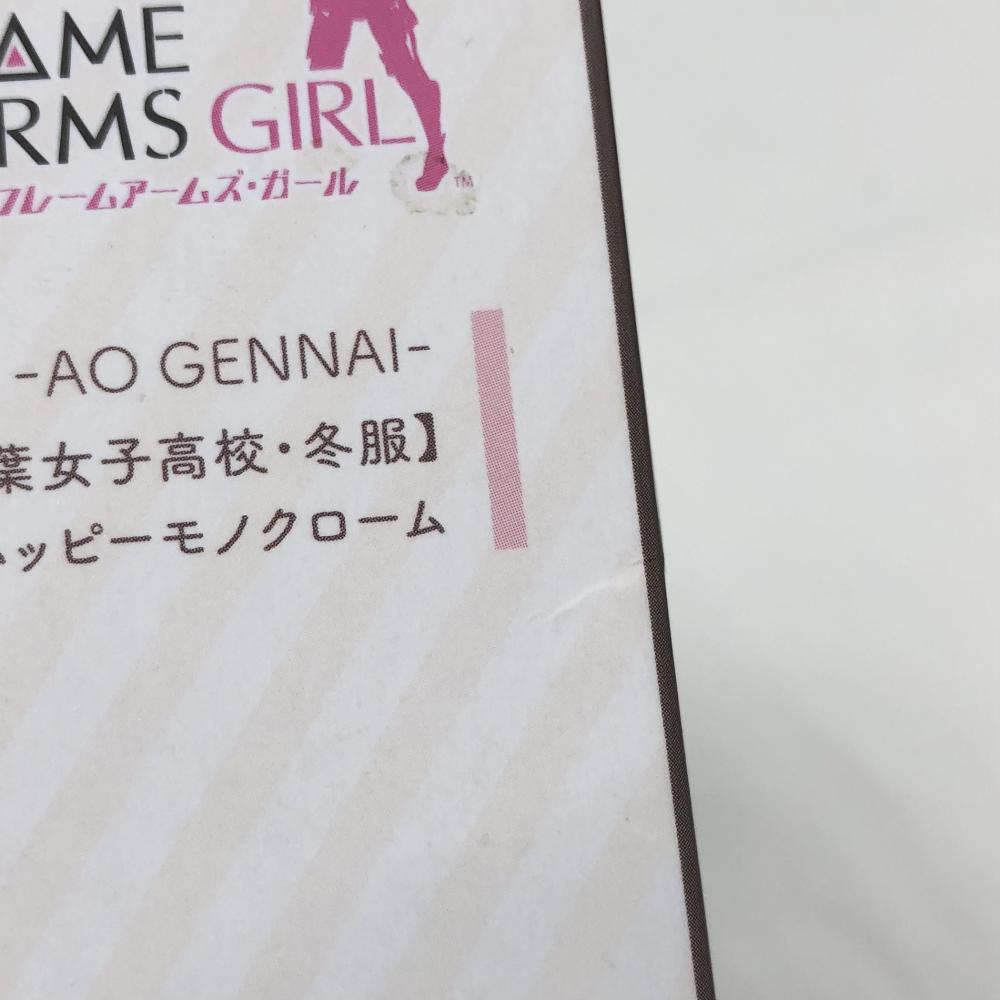 AME
RMS GIRL
フレームアームズ・ガール
TM
-AO GENNAI-
葉女子高校・冬服】
ッピーモノクローム